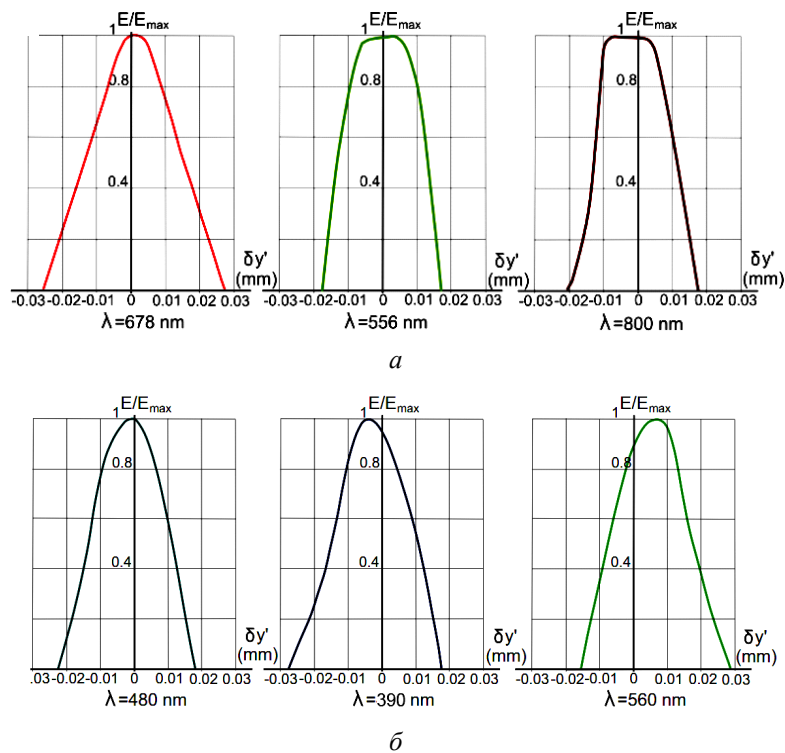 1 E/Emax
0.8
0.4
δy'
(mm)
-0.03 -0.02 -0.01 0 0.01 0.02 0.03
λ=678 nm
1 E/Emax
0.8
0.4
δy'
(mm)
-0.03 -0.02 -0.01 0 0.01 0.02 0.03
λ=556 nm
1 E/Emax
0.8
0.4
δy'
(mm)
-0.03 -0.02 -0.01 0 0.01 0.02 0.03
λ=800 nm
а
1 E/Emax
0.8
0.4
δy'
(mm)
.03 -0.02 -0.01 0 0.01 0.02 0.03
λ=480 nm
1 E/Emax
0.8
0.4
δy'
(mm)
-0.03 -0.02 -0.01 0 0.01 0.02 0.03
λ=390 nm
1 E/Emax
0.8
0.4
δy'
(mm)
-0.03 -0.02 -0.01 0 0.01 0.02 0.03
λ=560 nm
б